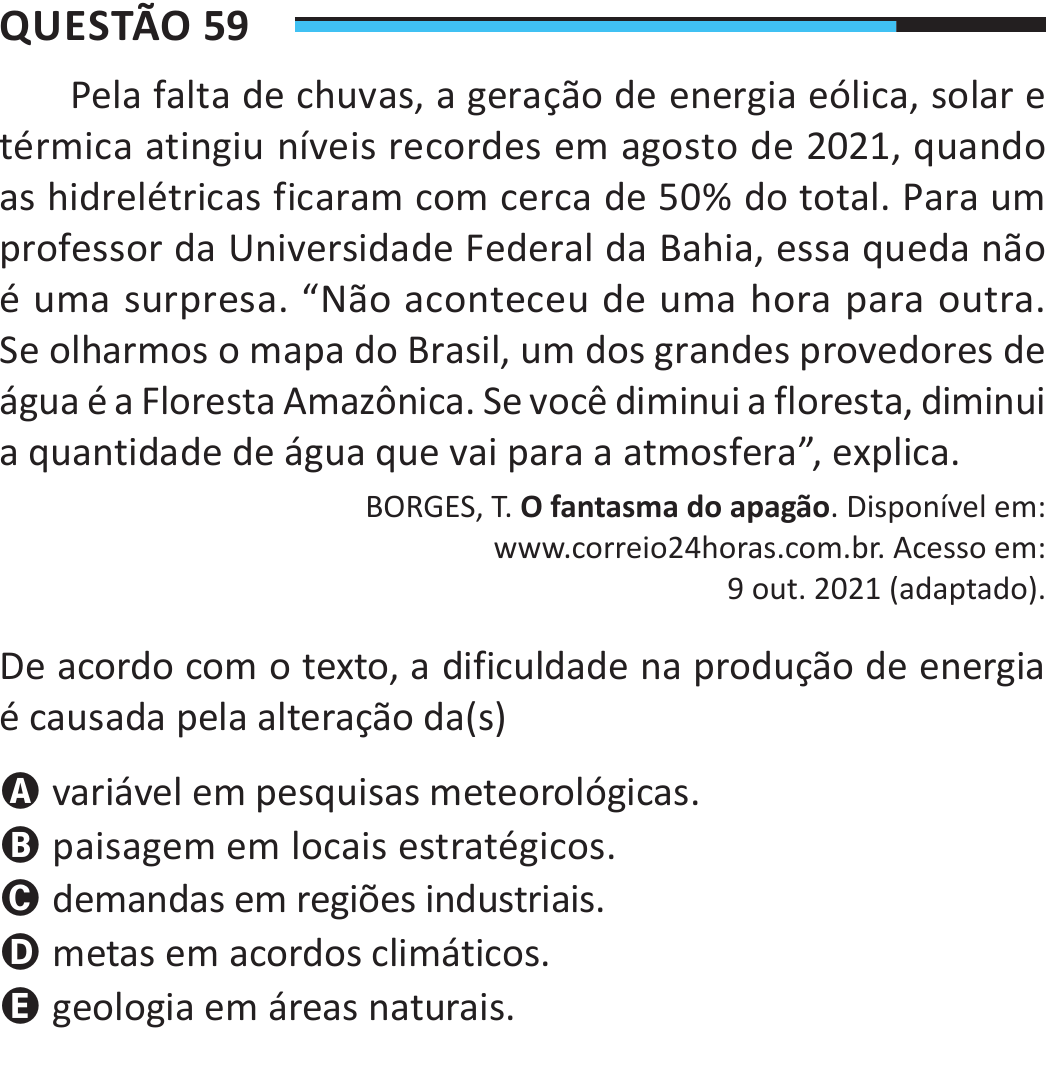 QUESTÃO 59
Pela falta de chuvas, a geração de energia eólica, solar e
térmica atingiu níveis recordes em agosto de 2021, quando
as hidrelétricas ficaram com cerca de 50% do total. Para um
professor da Universidade Federal da Bahia, essa queda não
é uma surpresa. “Não aconteceu de uma hora para outra.
Se olharmos o mapa do Brasil, um dos grandes provedores de
água é a Floresta Amazônica. Se você diminui a floresta, diminui
a quantidade de água que vai para a atmosfera”, explica.
BORGES, T. O fantasma do apagão. Disponível em:
www.correio24horas.com.br. Acesso em:
9 out. 2021 (adaptado).
De acordo com o texto, a dificuldade na produção de energia
é causada pela alteração da(s)
A variável em pesquisas meteorológicas.
B paisagem em locais estratégicos.
C demandas em regiões industriais.
D metas em acordos climáticos.
E geologia em áreas naturais.